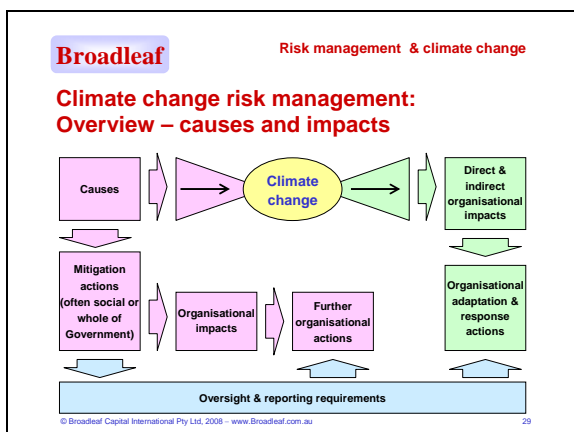 Broadleaf
Risk management & climate change
Climate change risk management:
Overview – causes and impacts
Causes
Climate
change
Direct &
indirect
organisational
impacts
Mitigation
actions
(often social or
whole of
Government)
Organisational
impacts
Further
organisational
actions
Organisational
adaptation &
response
actions
Oversight & reporting requirements
© Broadleaf Capital International Pty Ltd, 2008 – www.Broadleaf.com.au
29